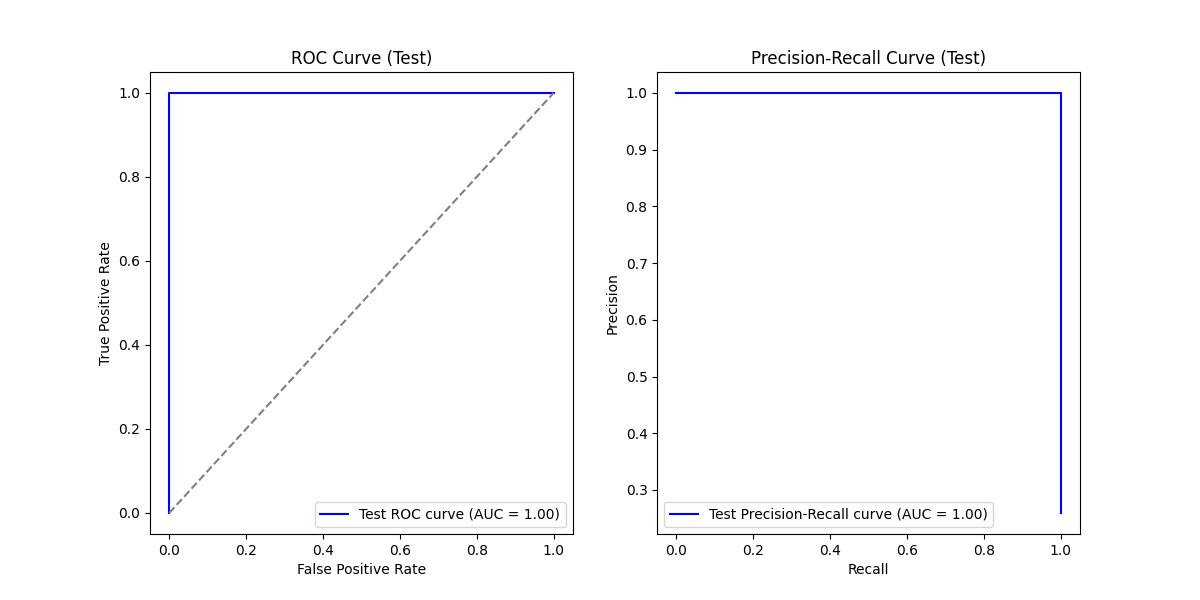 ROC Curve (Test)
1.0
0.8
0.6
0.4
0.2
0.0
True Positive Rate
0.0 0.2 0.4 0.6 0.8 1.0
False Positive Rate
Test ROC curve (AUC = 1.00)
Precision-Recall Curve (Test)
1.0
0.9
0.8
0.7
0.6
0.5
0.4
0.3
Precision
0.0 0.2 0.4 0.6 0.8 1.0
Recall
Test Precision-Recall curve (AUC = 1.00)